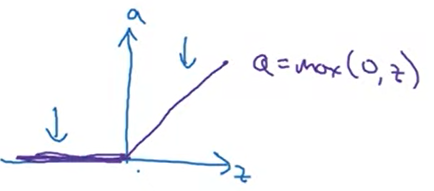 a
a = max(0, z)
z